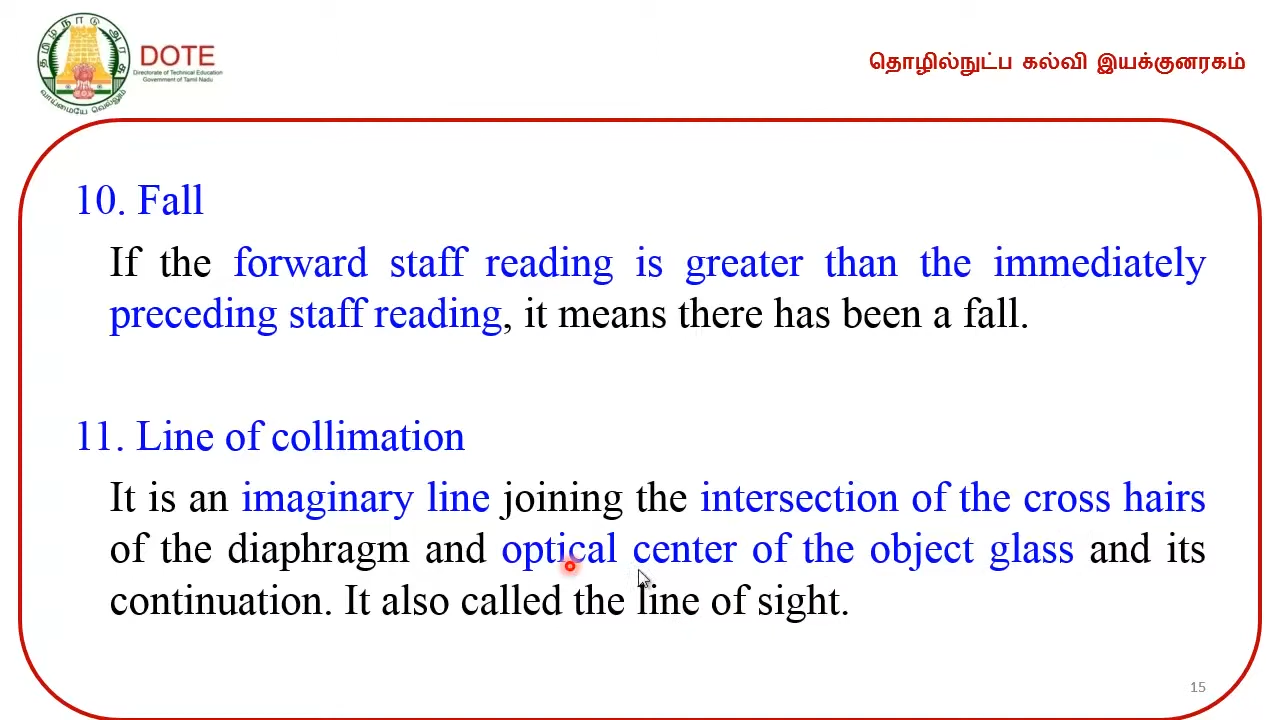 தமிழ்நாடு அரசு
வாய்மையே வெல்லும்
DOTE
Directorate of Technical Education
Government of Tamil Nadu
தொழில்நுட்ப கல்வி இயக்குனரகம்
10. Fall
If the forward staff reading is greater than the immediately
preceding staff reading, it means there has been a fall.
11. Line of collimation
It is an imaginary line joining the intersection of the cross hairs
of the diaphragm and optical center of the object glass and its
continuation. It also called the line of sight.
15